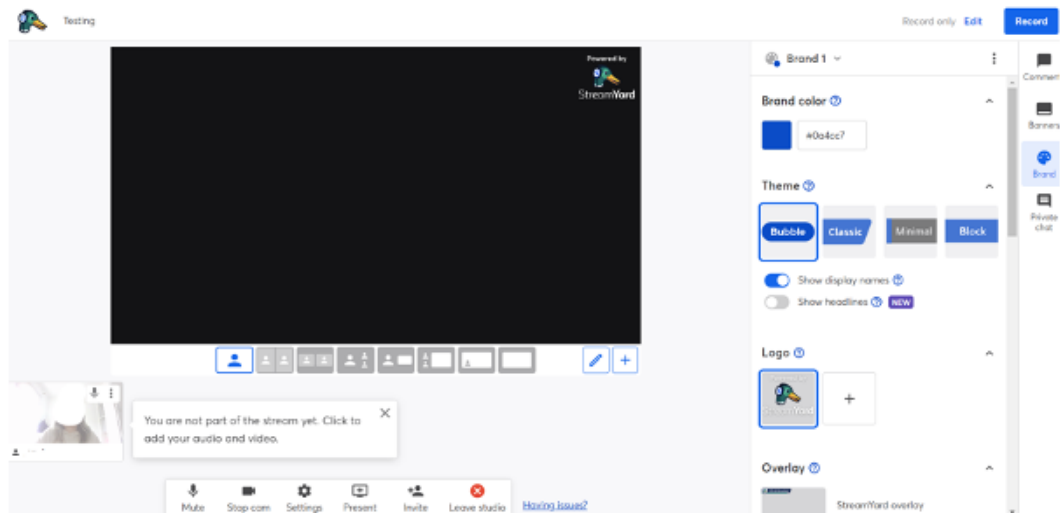 Testing
Record only Edit Record
Powered by
StreamYard
Brand 1
Brand color
#0a4cc7
Theme
Bubble Classic Minimal Block
Show display names
Show headlines NEW
Logo
StreamYard
Overlay
StreamYard overlay
Comment
Banners
Brand
Private
chat
You are not part of the stream yet. Click to
add your audio and video.
Mute Stop cam Settings Present Invite Leave studio Having issues?